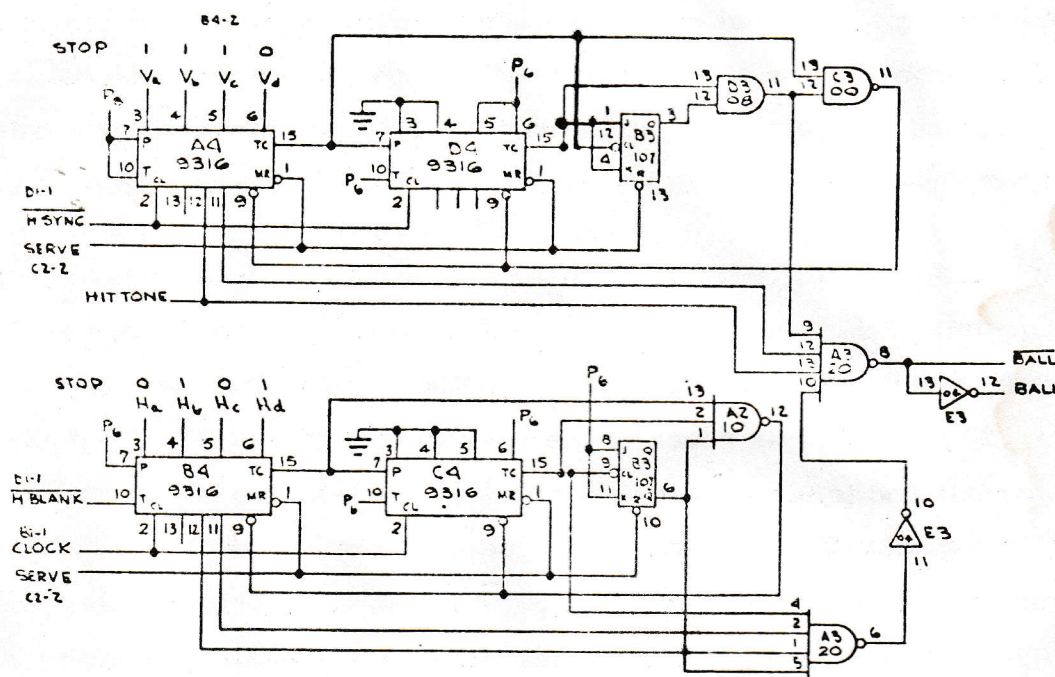 B4-2
STOP 1 1 1 0
Va Vb Vc Vd
P6
3 4 5 6
7 P A4 9316 TC 15
10 T CL MR 1
2 13 12 11 9
P6
3 4 5 6
7 P D4 9316 TC 15
10 T CL MR 1
P6
2 9
1 J Q 3
12 CL B3 107
4 K R
13
13 D3 11
12 08
13 C3 11
12 00
D1-1
H SYNC
SERVE
C2-2
HIT TONE
9
12 A3 8
13 20
10
BALL
13 04 12 BALL
E3
STOP 0 1 0 1
Ha Hb Hc Hd
P6
3 4 5 6
7 P B4 9316 TC 15
10 T CL MR 1
2 13 12 11 9
P6
3 4 5 6
7 P C4 9316 TC 15
10 T CL MR 1
P6
2 9
P6
8 J Q
9 CL B3 107
11 K R 6
10
13 A2 12
2 10
1
D1-1
H BLANK
CLOCK
SERVE
C2-2
10
04 E3
11
4
2 A3 6
1 20
5